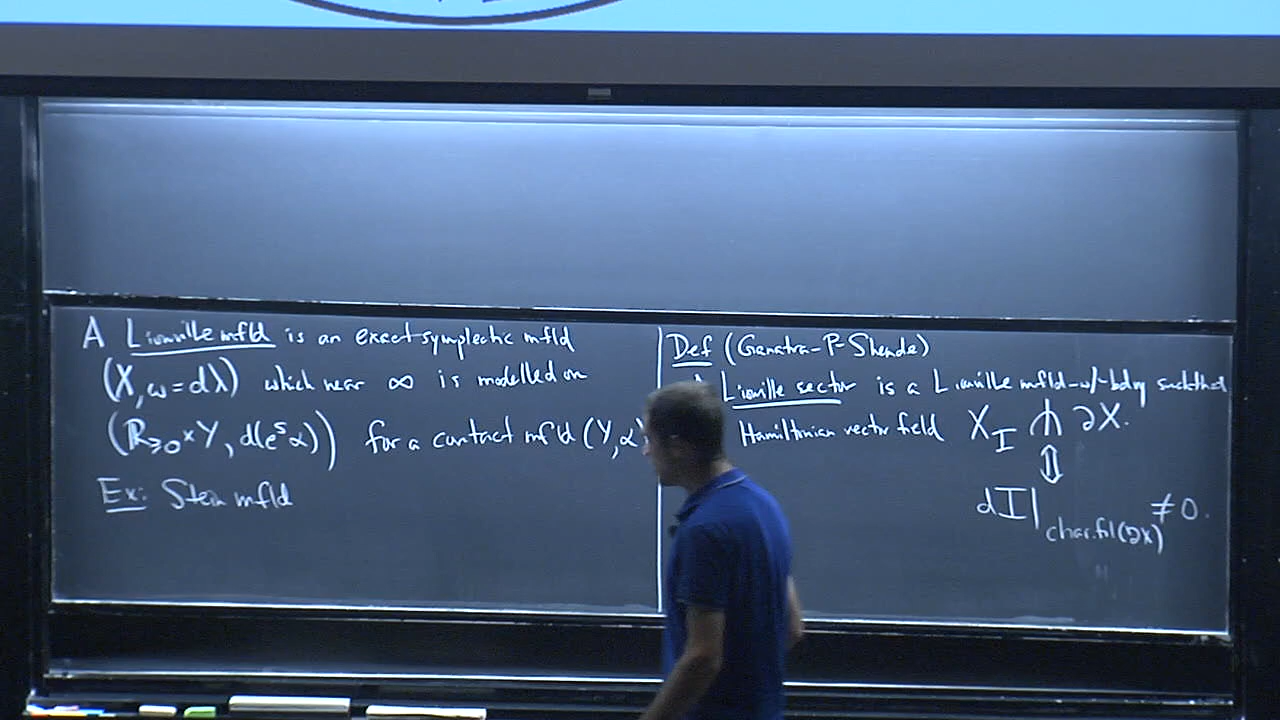 A Liouville mfld is an exact symplectic mfld
(X, ω = dλ) which near ∞ is modelled on
(ℝ≥0 × Y, d(e^s α)) for a contact mfld (Y, α
Ex: Stein mfld
Def (Ganatra-P-Shende)
Liouville sector is a Liouville mfld-w/-bdry such that
Hamiltonian vector field X_I ⋔ ∂X.
⇕
dI|_char.fol(∂X) ≠ 0.